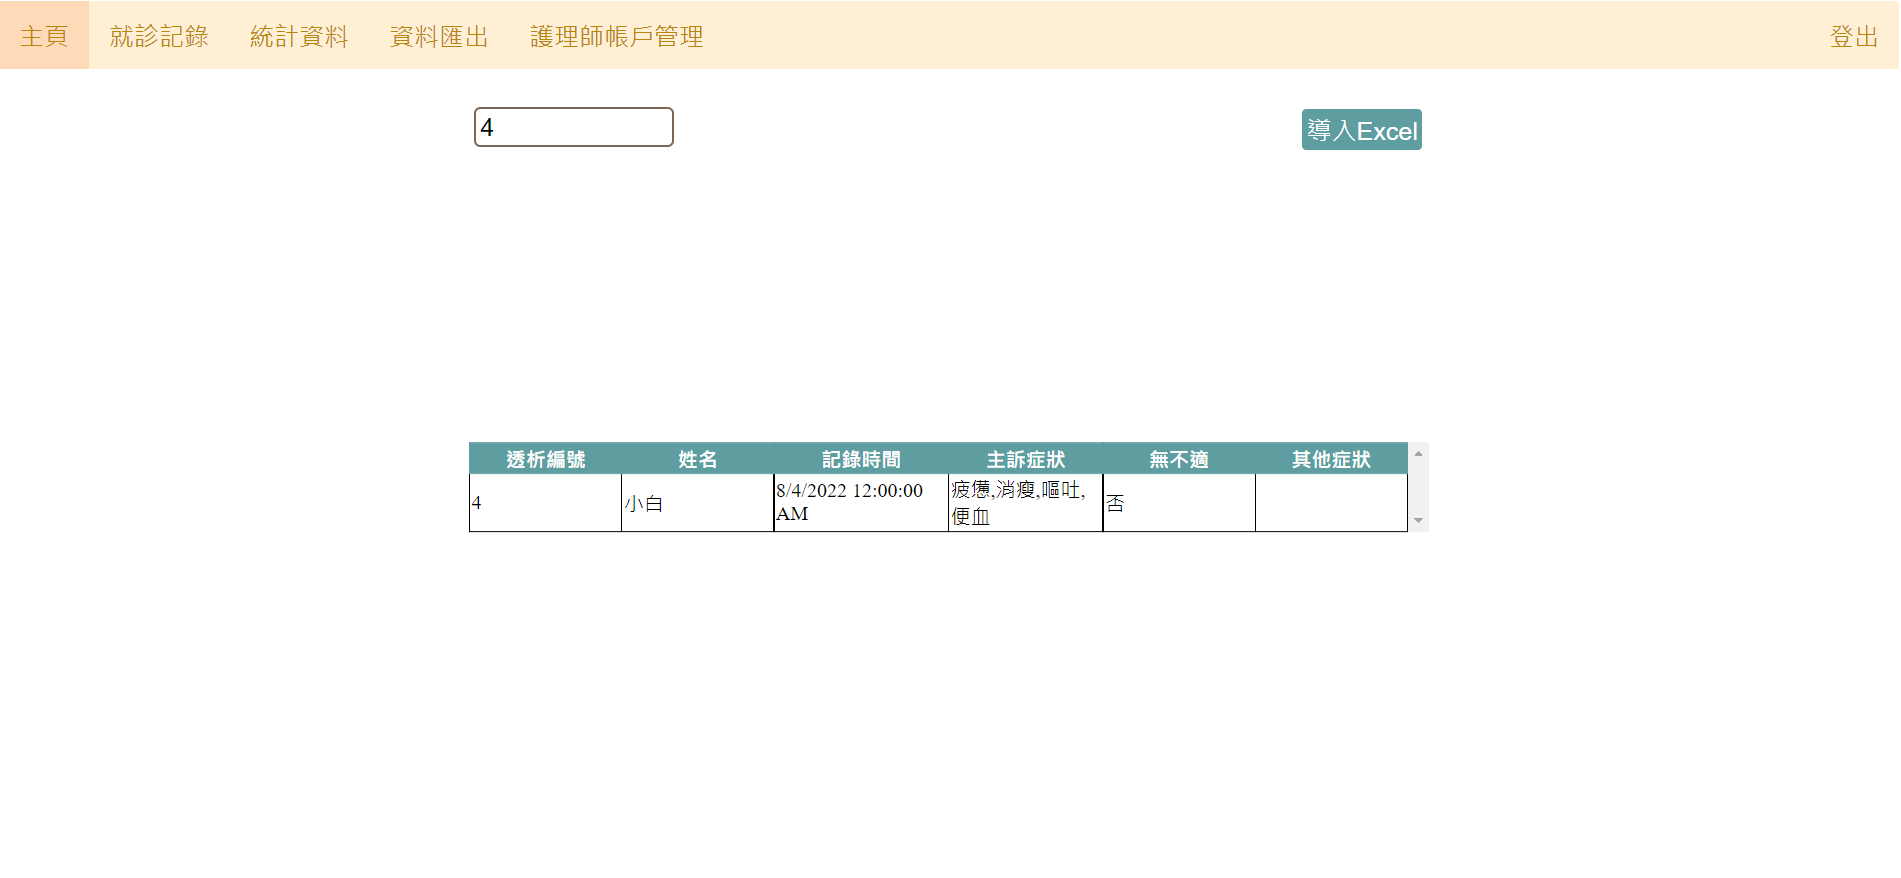 主頁 就診記錄 統計資料 資料匯出 護理師帳戶管理 登出
4 導入Excel
透析編號 姓名 記錄時間 主訴症狀 無不適 其他症狀
4 小白 8/4/2022 12:00:00 AM 疲憊,消瘦,嘔吐,便血 否